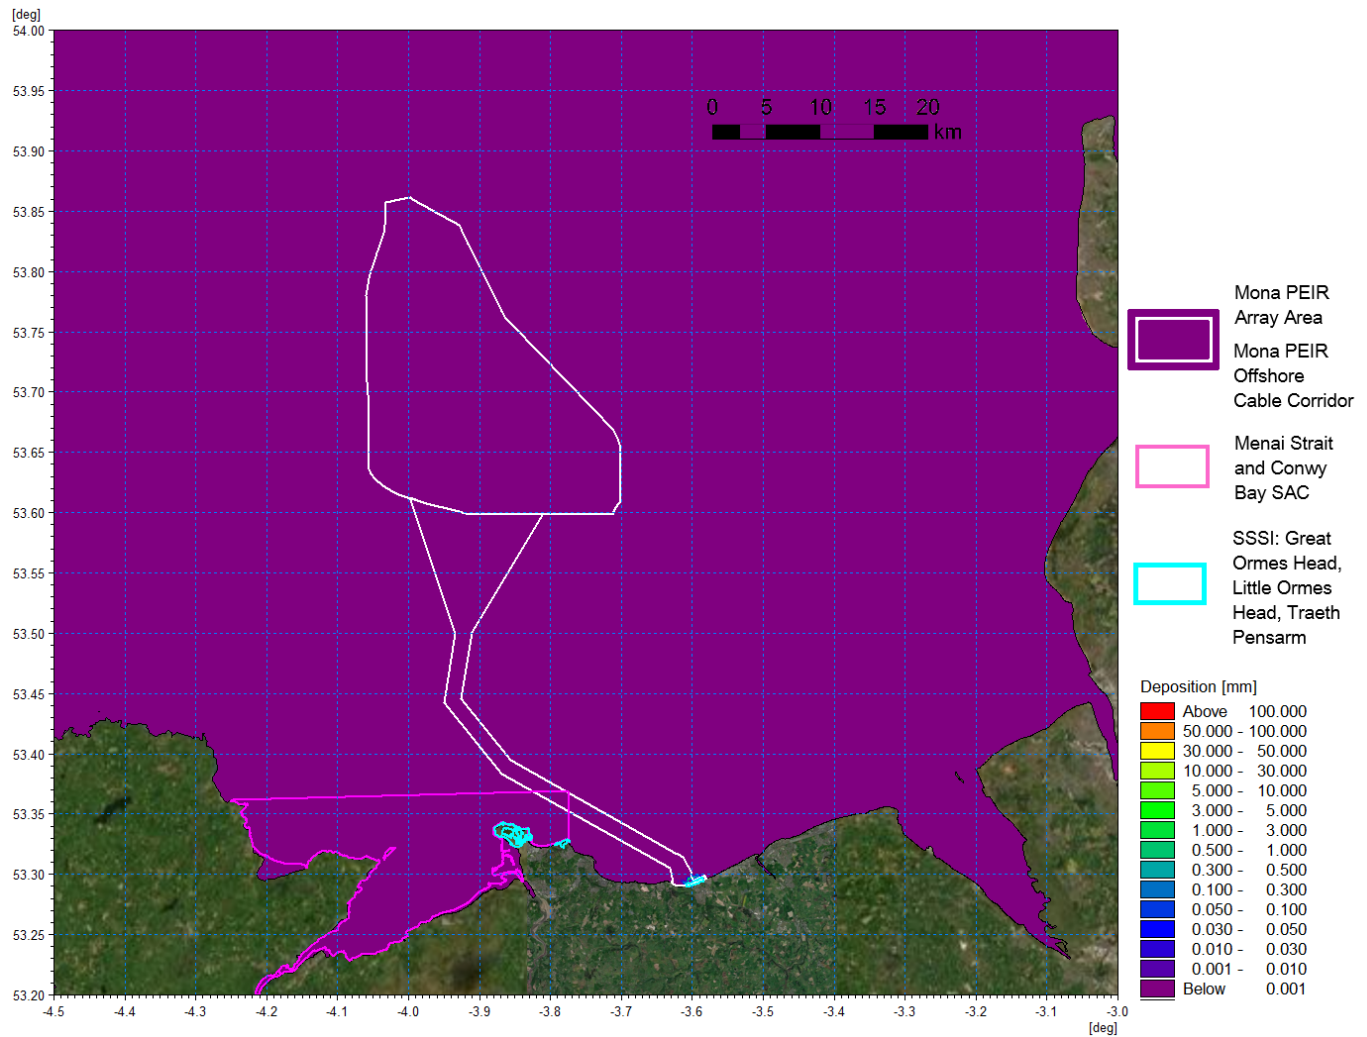 [deg]
54.00
53.95
53.90
53.85
53.80
53.75
53.70
53.65
53.60
53.55
53.50
53.45
53.40
53.35
53.30
53.25
53.20
0 5 10 15 20
km
-4.5 -4.4 -4.3 -4.2 -4.1 -4.0 -3.9 -3.8 -3.7 -3.6 -3.5 -3.4 -3.3 -3.2 -3.1 -3.0
[deg]
Mona PEIR
Array Area
Mona PEIR
Offshore
Cable Corridor
Menai Strait
and Conwy
Bay SAC
SSSI: Great
Ormes Head,
Little Ormes
Head, Traeth
Pensarm
Deposition [mm]
Above 100.000
50.000 - 100.000
30.000 - 50.000
10.000 - 30.000
5.000 - 10.000
3.000 - 5.000
1.000 - 3.000
0.500 - 1.000
0.300 - 0.500
0.100 - 0.300
0.050 - 0.100
0.030 - 0.050
0.010 - 0.030
0.001 - 0.010
Below 0.001